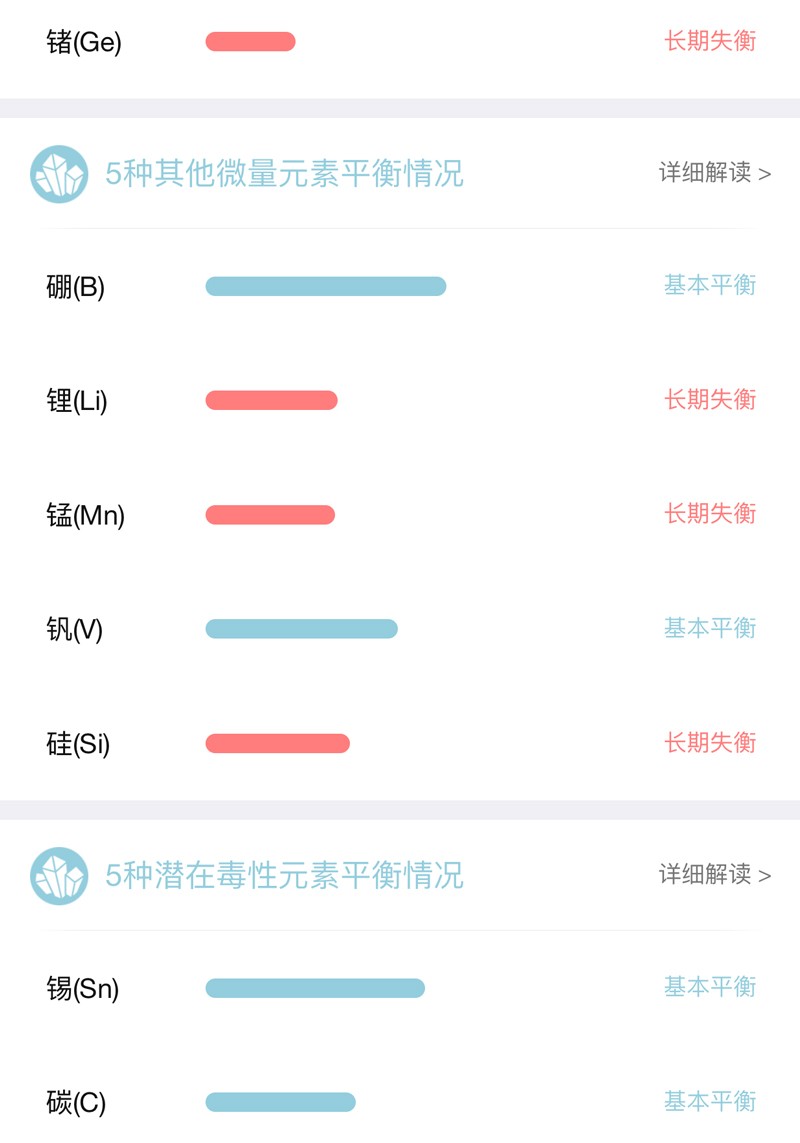 锗(Ge) 长期失衡
5种其他微量元素平衡情况 详细解读 >
硼(B) 基本平衡
锂(Li) 长期失衡
锰(Mn) 长期失衡
钒(V) 基本平衡
硅(Si) 长期失衡
5种潜在毒性元素平衡情况 详细解读 >
锡(Sn) 基本平衡
碳(C) 基本平衡